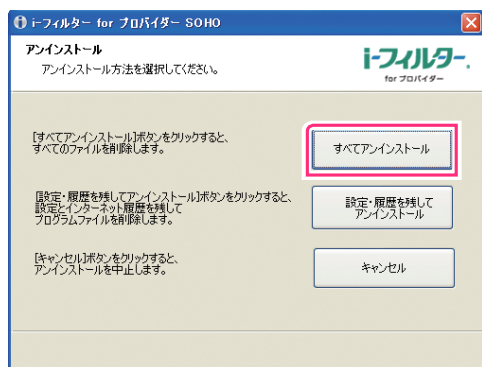 i-フィルター for プロバイダー SOHO
アンインストール
アンインストール方法を選択してください。
i-フィルター.
for プロバイダー
[すべてアンインストール]ボタンをクリックすると、
すべてのファイルを削除します。
すべてアンインストール
[設定・履歴を残してアンインストール]ボタンをクリックすると、
設定とインターネット履歴を残して
プログラムファイルを削除します。
設定・履歴を残して
アンインストール
[キャンセル]ボタンをクリックすると、
アンインストールを中止します。
キャンセル